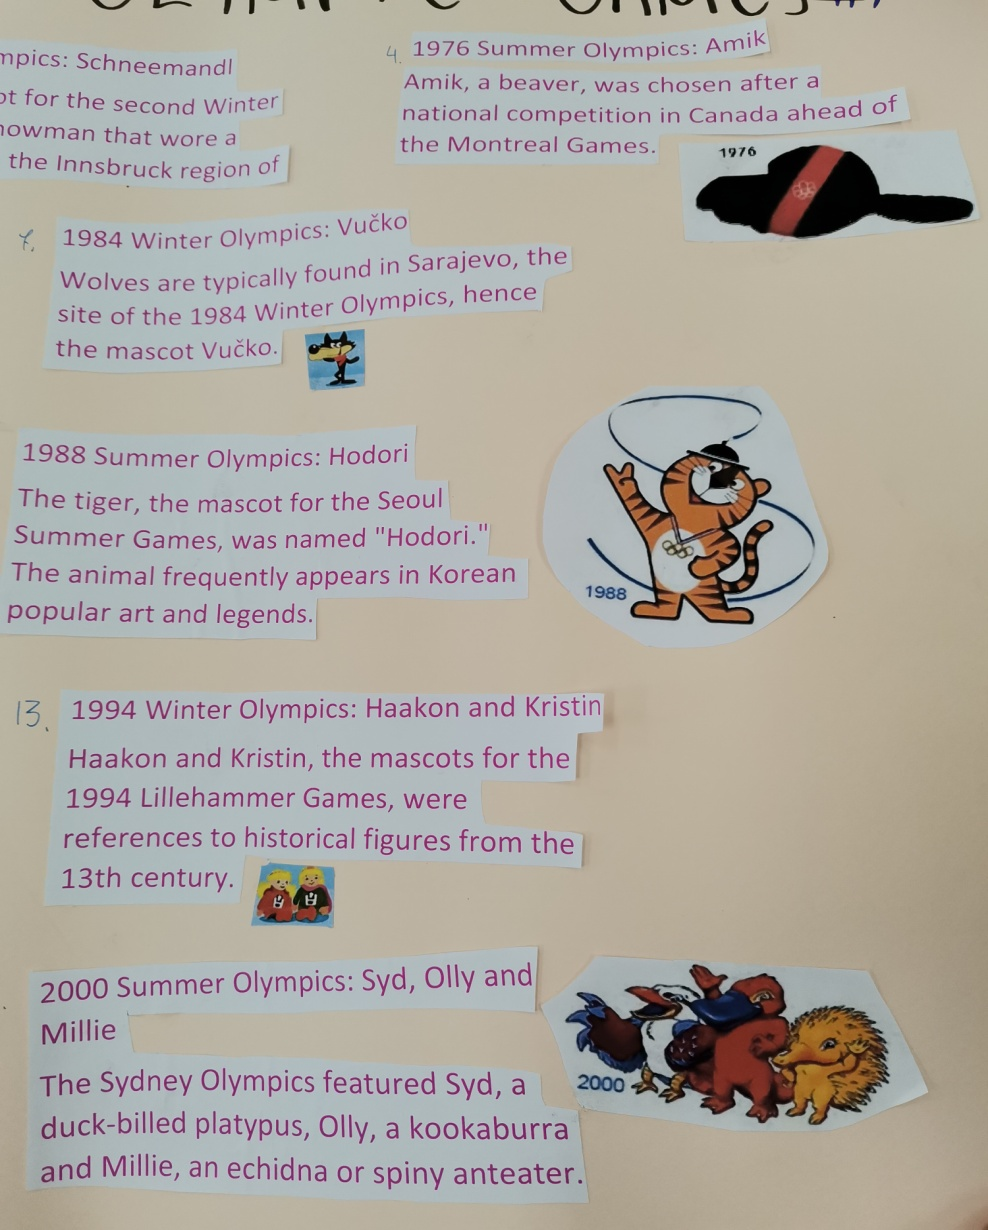 OLYMPIC GAMES
mpics: Schneemandl
ot for the second Winter
nowman that wore a
the Innsbruck region of
4. 1976 Summer Olympics: Amik
Amik, a beaver, was chosen after a
national competition in Canada ahead of
the Montreal Games.
1976
7. 1984 Winter Olympics: Vučko
Wolves are typically found in Sarajevo, the
site of the 1984 Winter Olympics, hence
the mascot Vučko.
1988 Summer Olympics: Hodori
The tiger, the mascot for the Seoul
Summer Games, was named "Hodori."
The animal frequently appears in Korean
popular art and legends.
1988
13. 1994 Winter Olympics: Haakon and Kristin
Haakon and Kristin, the mascots for the
1994 Lillehammer Games, were
references to historical figures from the
13th century.
2000 Summer Olympics: Syd, Olly and
Millie
The Sydney Olympics featured Syd, a
duck-billed platypus, Olly, a kookaburra
and Millie, an echidna or spiny anteater.
2000